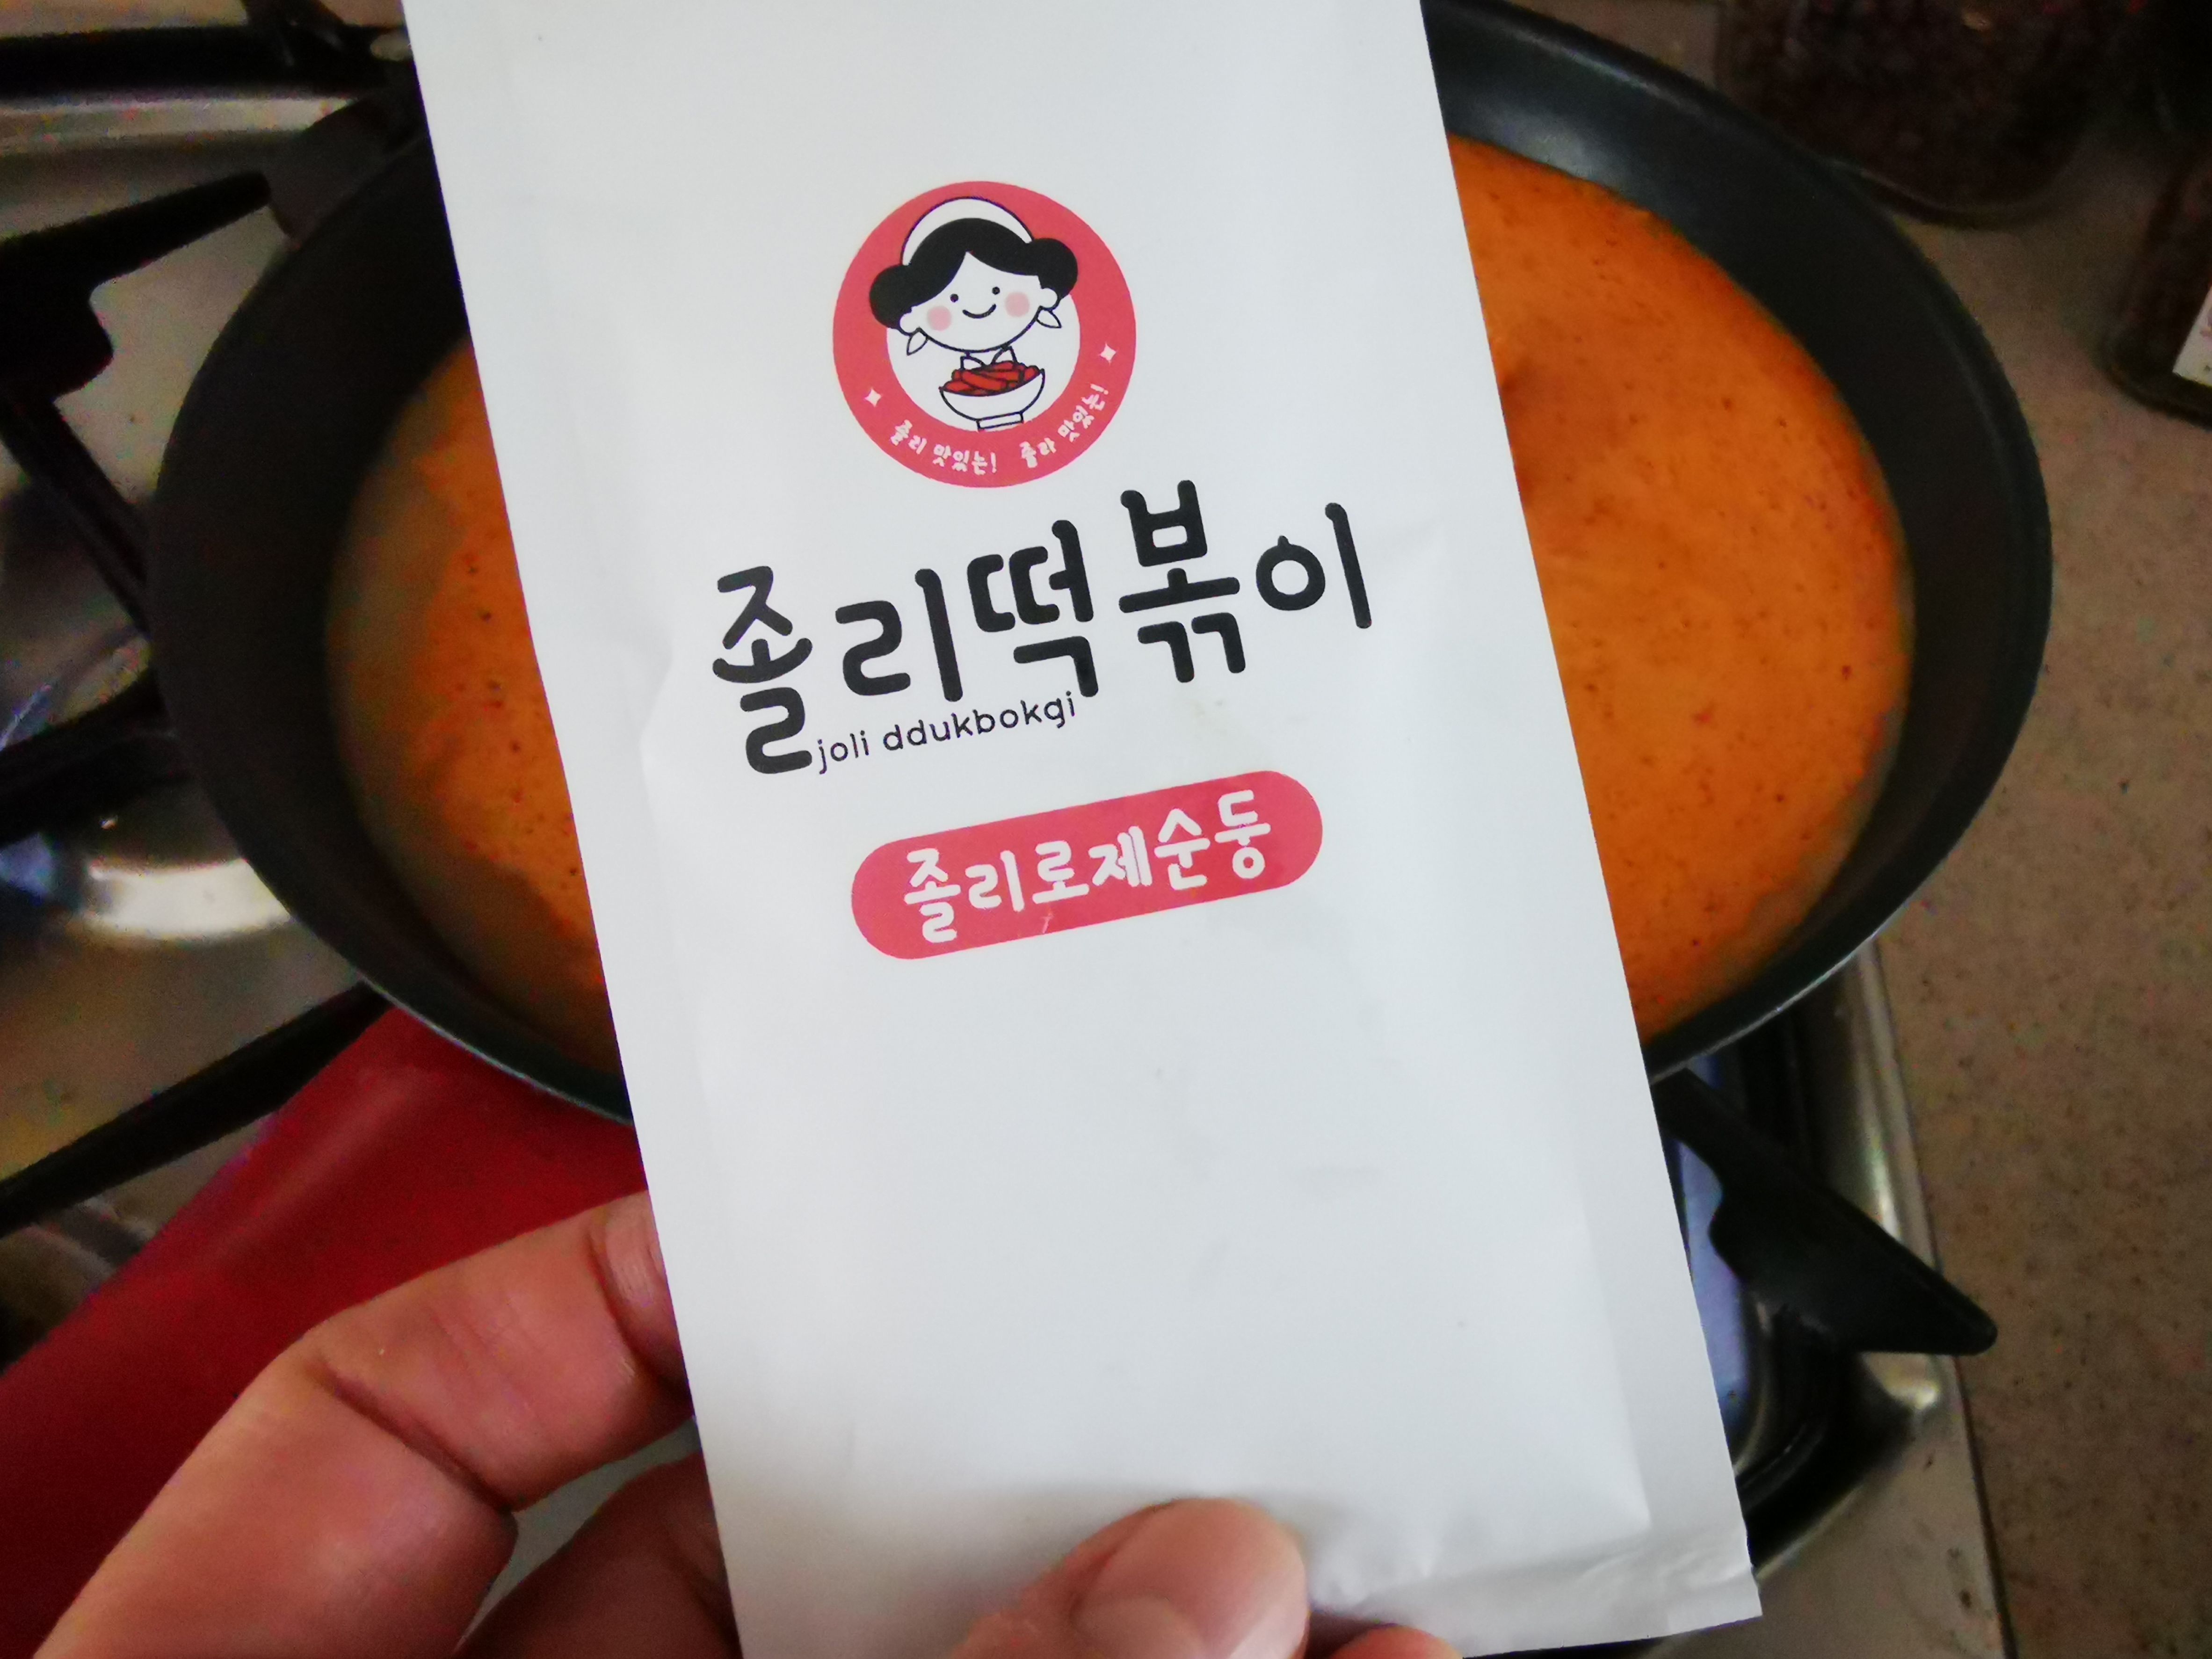 졸리 맛있는! 졸라 맛있는!
졸리떡볶이
joli ddukbokgi
졸리로제순둥